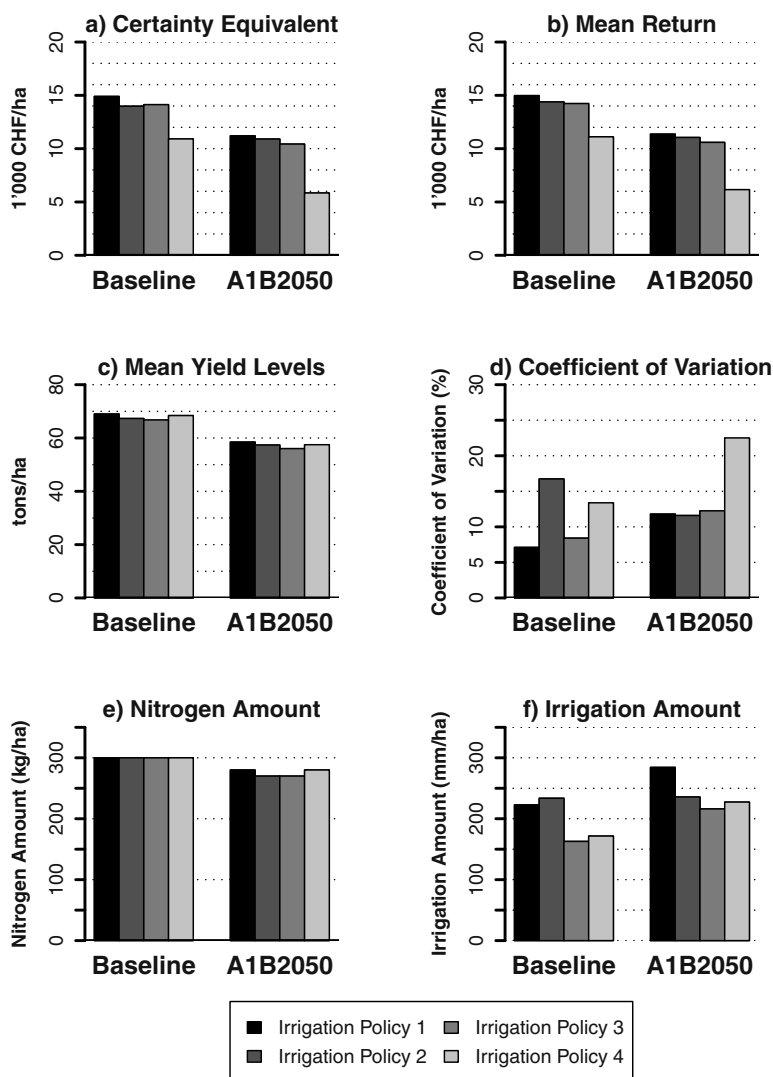 a) Certainty Equivalent
1'000 CHF/ha
0
5
10
15
20
Baseline
A1B2050
b) Mean Return
1'000 CHF/ha
0
5
10
15
20
Baseline
A1B2050
c) Mean Yield Levels
tons/ha
0
20
40
60
80
Baseline
A1B2050
d) Coefficient of Variation
Coefficient of Variation (%)
0
5
10
20
30
Baseline
A1B2050
e) Nitrogen Amount
Nitrogen Amount (kg/ha)
0
100
200
300
Baseline
A1B2050
f) Irrigation Amount
Irrigation Amount (mm/ha)
0
100
200
300
Baseline
A1B2050
Irrigation Policy 1
Irrigation Policy 2
Irrigation Policy 3
Irrigation Policy 4